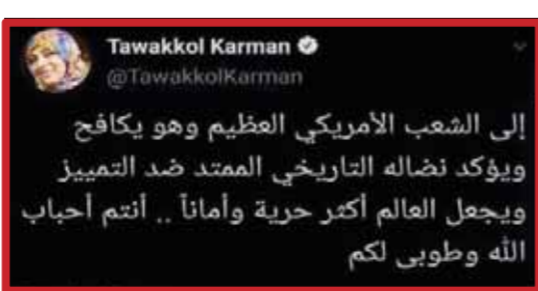 Tawakkol Karman
@TawakkolKarman
إلى الشعب الأمريكي العظيم وهو يكافح
ويؤكد نضاله التاريخي الممتد ضد التمييز
ويجعل العالم أكثر حرية وأماناً .. أنتم أحباب
الله وطوبى لكم